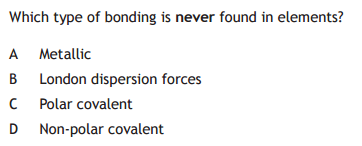 Which type of bonding is never found in elements?
A Metallic
B London dispersion forces
C Polar covalent
D Non-polar covalent